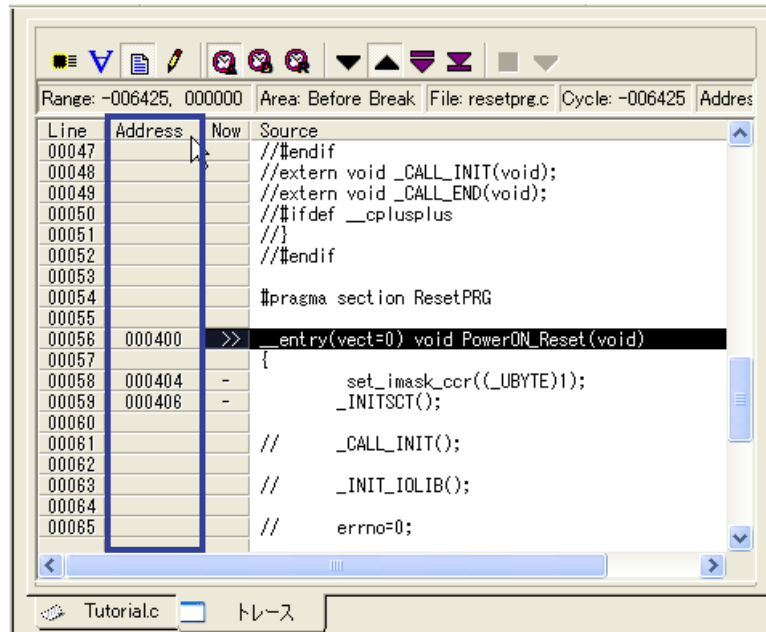 Range: -006425, 000000 Area: Before Break File: resetprg.c Cycle: -006425 Addres
Line Address Now Source
00047 //#endif
00048 //extern void _CALL_INIT(void);
00049 //extern void _CALL_END(void);
00050 //#ifdef __cplusplus
00051 //}
00052 //#endif
00053
00054 #pragma section ResetPRG
00055
00056 000400 >> __entry(vect=0) void PowerON_Reset(void)
00057 {
00058 000404 - set_imask_ccr((_UBYTE)1);
00059 000406 - _INITSCT();
00060
00061 // _CALL_INIT();
00062
00063 // _INIT_IOLIB();
00064
00065 // errno=0;
Tutorial.c トレース